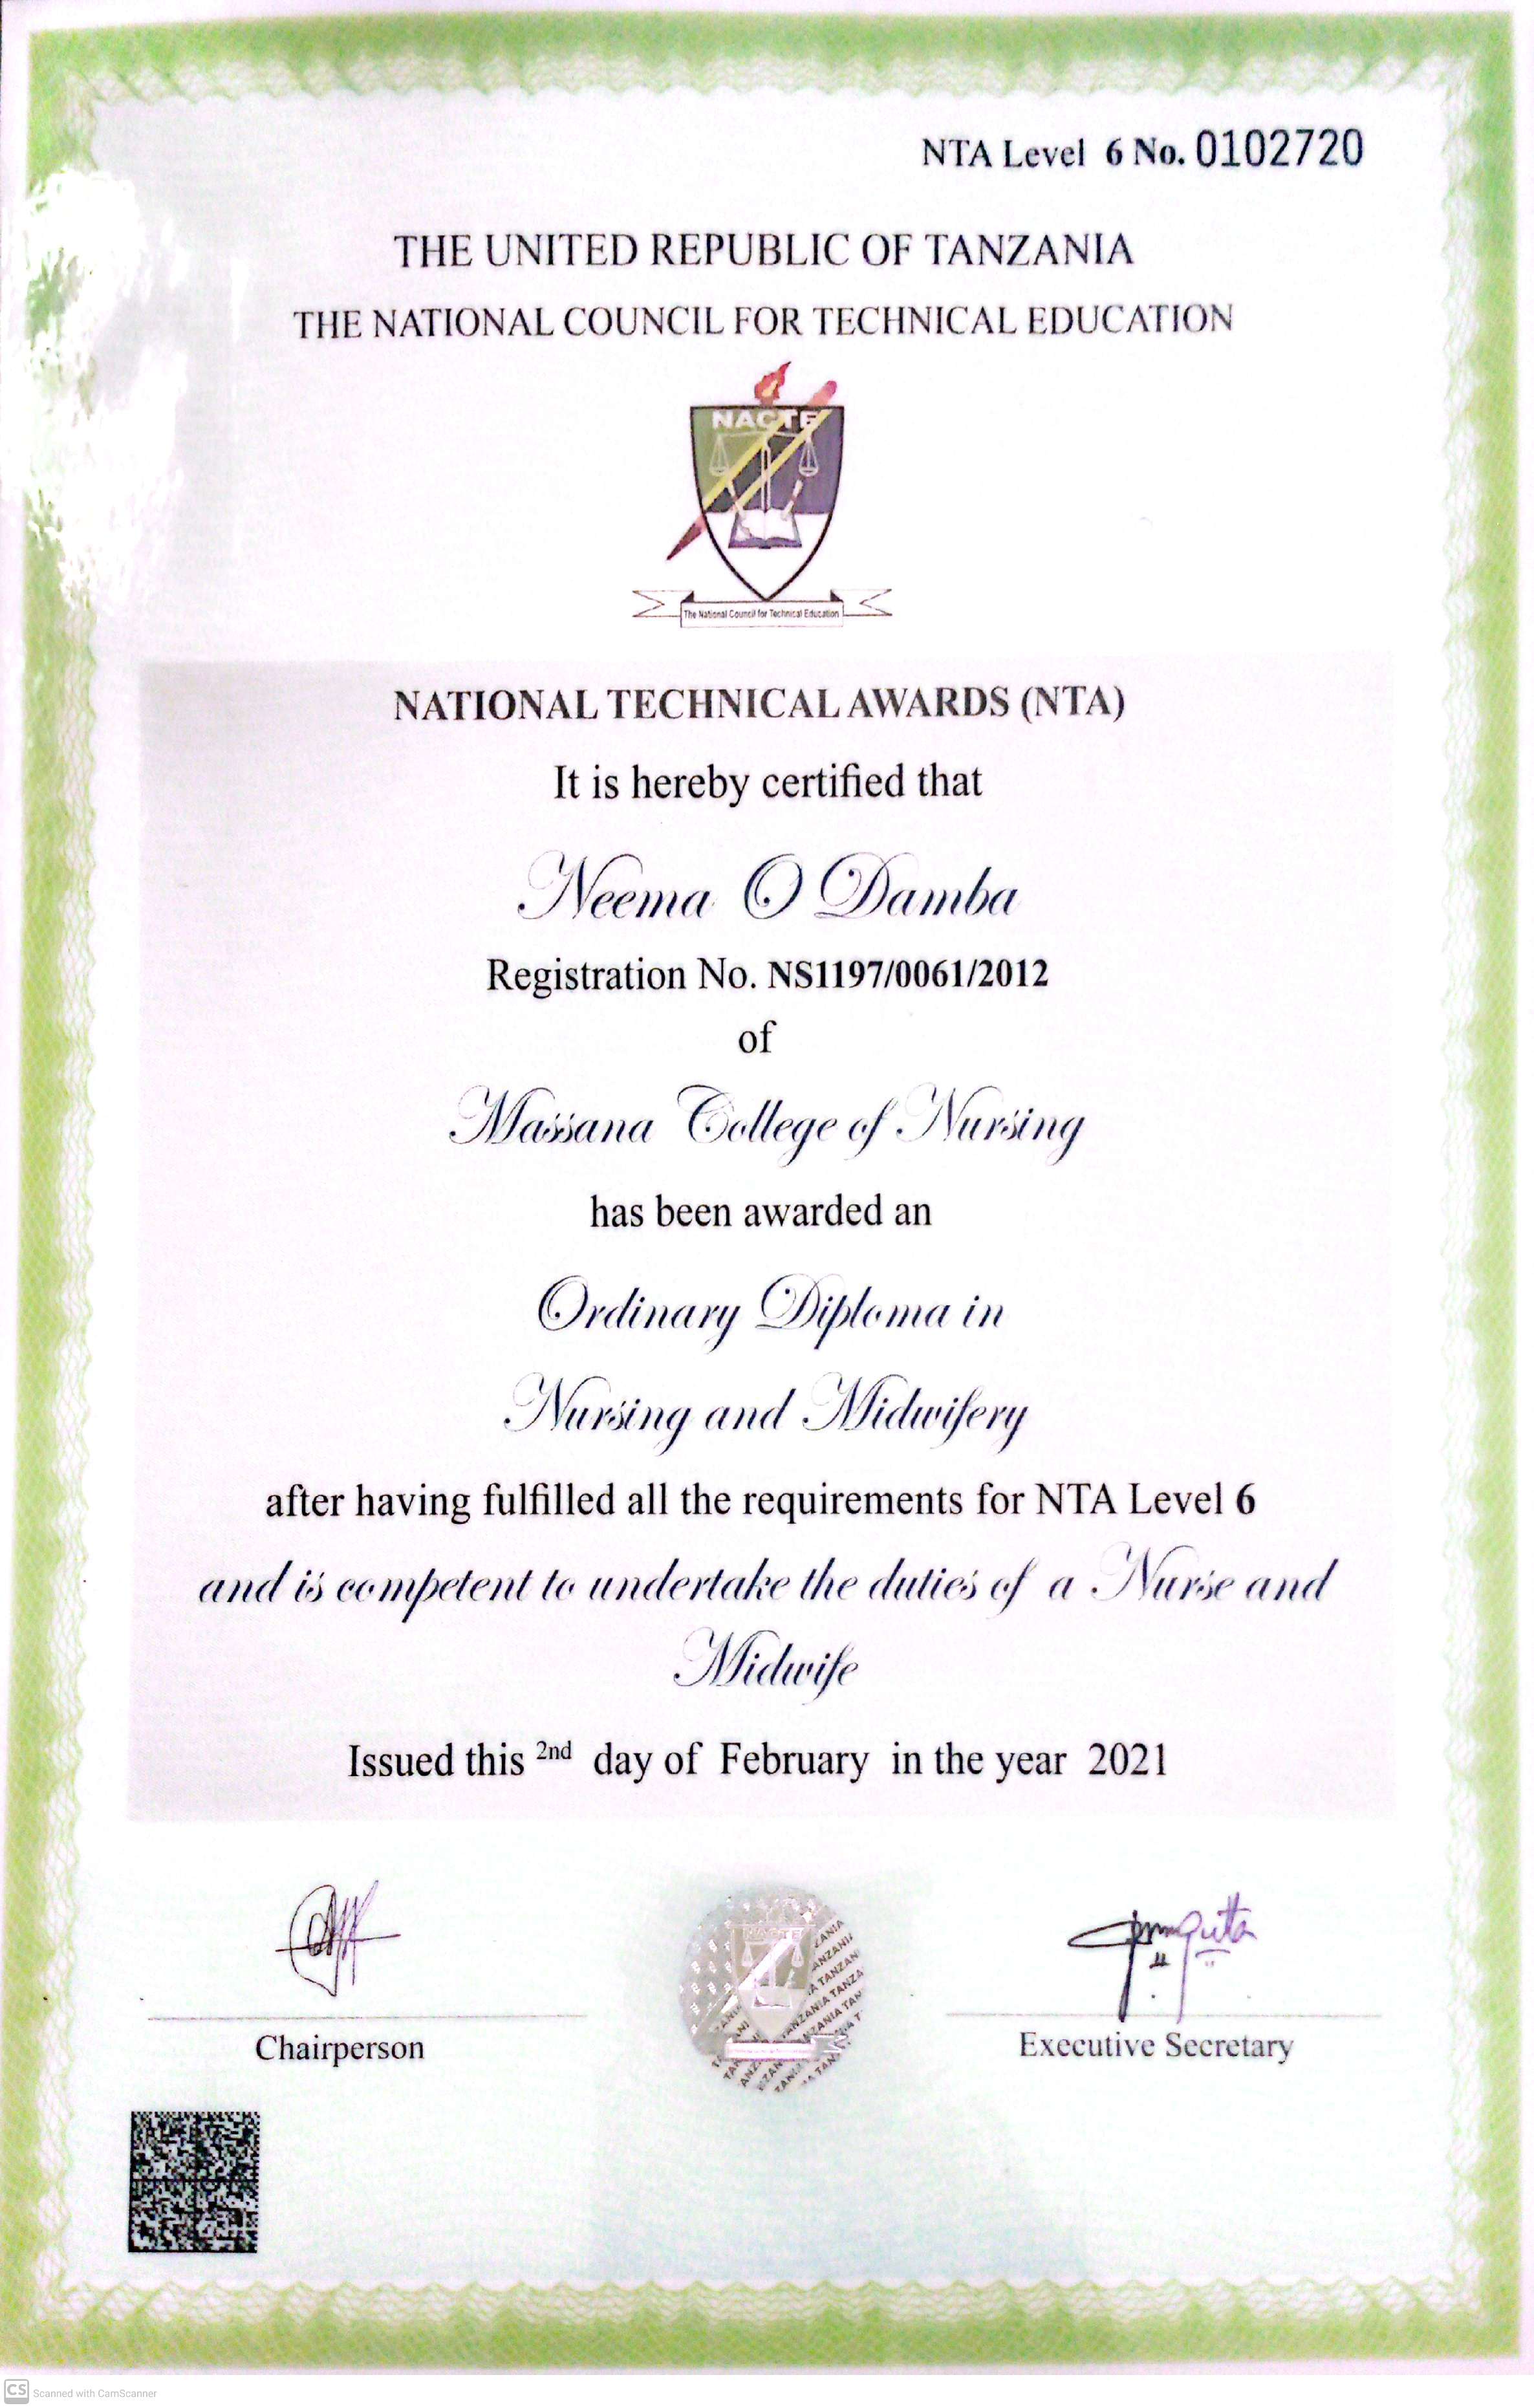 NTA Level 6 No. 0102720
THE UNITED REPUBLIC OF TANZANIA
THE NATIONAL COUNCIL FOR TECHNICAL EDUCATION
NACTE
The National Council for Technical Education
NATIONAL TECHNICAL AWARDS (NTA)
It is hereby certified that
Neema O Damba
Registration No. NS1197/0061/2012
of
Massana College of Nursing
has been awarded an
Ordinary Diploma in
Nursing and Midwifery
after having fulfilled all the requirements for NTA Level 6
and is competent to undertake the duties of a Nurse and
Midwife
Issued this 2nd day of February in the year 2021
NACTE
TANZANIA
Chairperson
Executive Secretary
CS Scanned with CamScanner